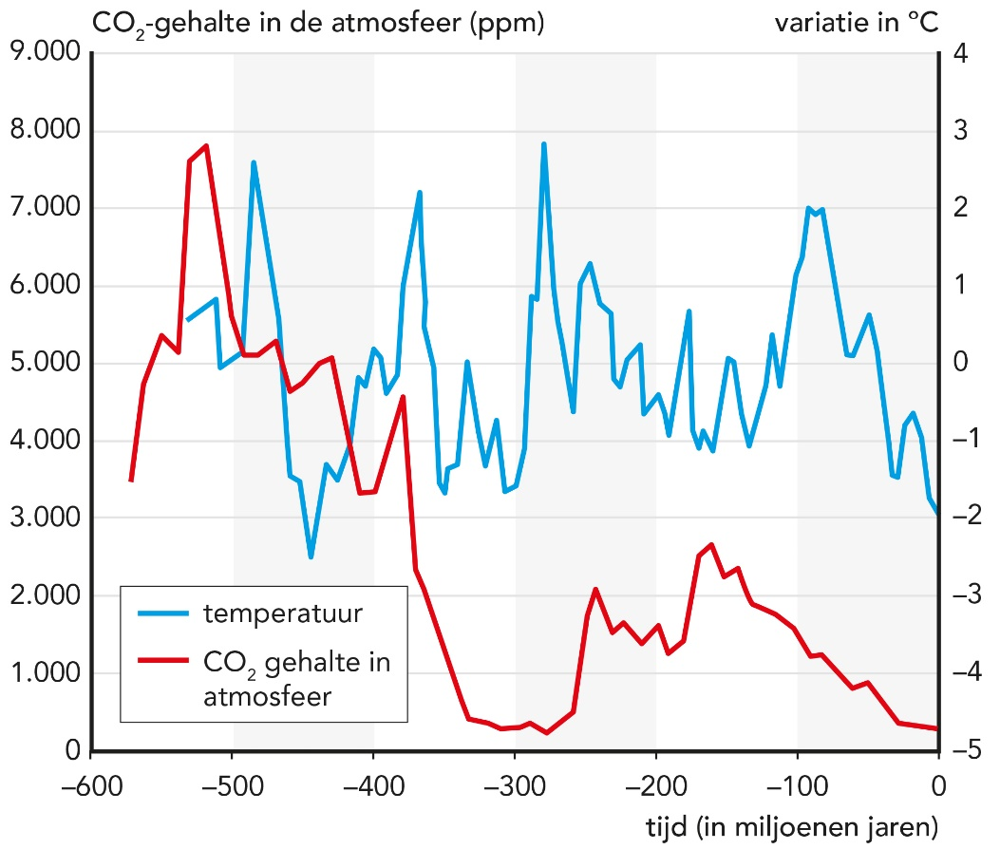 CO₂-gehalte in de atmosfeer (ppm) variatie in °C
9.000 4
8.000 3
7.000 2
6.000 1
5.000 0
4.000 –1
3.000 –2
2.000 –3
1.000 –4
0 –5
temperatuur
CO₂ gehalte in
atmosfeer
–600 –500 –400 –300 –200 –100 0
tijd (in miljoenen jaren)